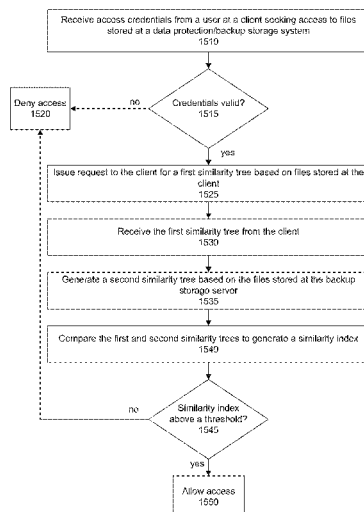 Receive access credentials from a user at a client seeking access to files
stored at a data protection/backup storage system
1510
Deny access
1520
no
Credentials valid?
1515
yes
Issue request to the client for a first similarity tree based on files stored at the
client
1525
Receive the first similarity tree from the client
1530
Generate a second similarity tree based on the files stored at the backup
storage server
1535
Compare the first and second similarity trees to generate a similarity index
1540
no
Similarity index
above a threshold?
1545
yes
Allow access
1550